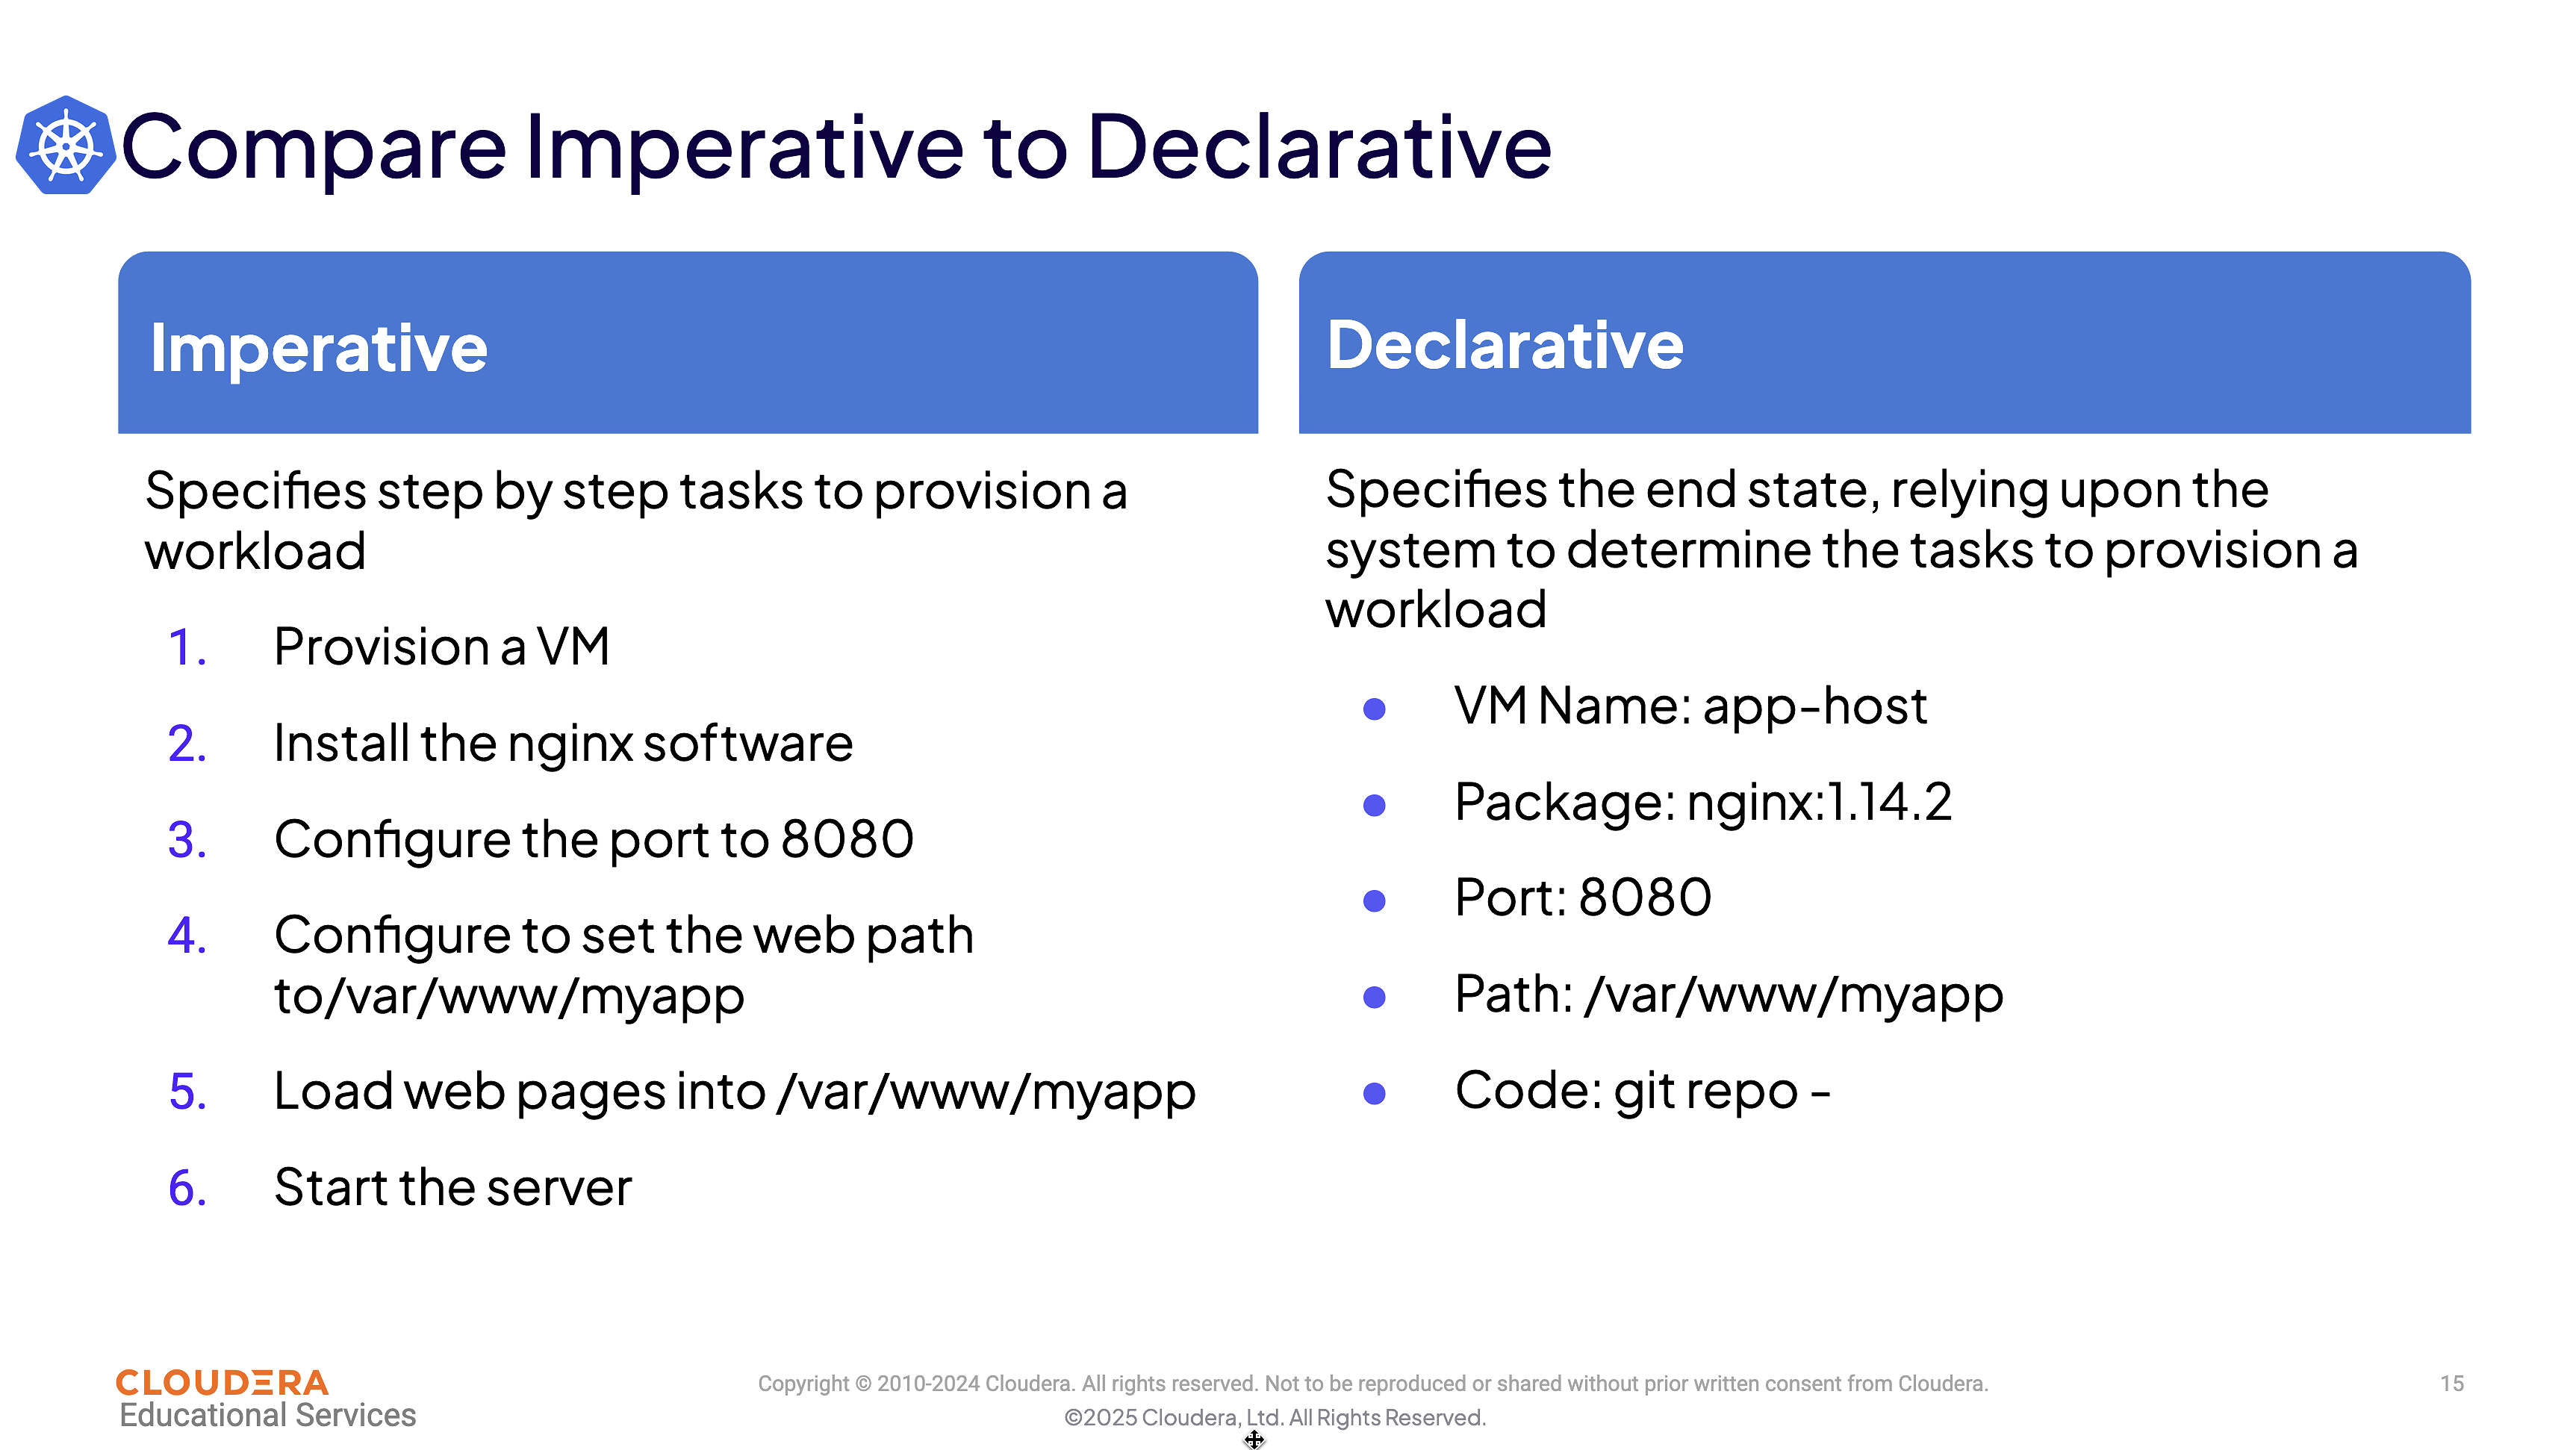 Compare Imperative to Declarative
Imperative
Specifies step by step tasks to provision a
workload
1. Provision a VM
2. Install the nginx software
3. Configure the port to 8080
4. Configure to set the web path
to/var/www/myapp
5. Load web pages into /var/www/myapp
6. Start the server
Declarative
Specifies the end state, relying upon the
system to determine the tasks to provision a
workload
● VM Name: app-host
● Package: nginx:1.14.2
● Port: 8080
● Path: /var/www/myapp
● Code: git repo -
CLOUDERA
Educational Services
Copyright © 2010-2024 Cloudera. All rights reserved. Not to be reproduced or shared without prior written consent from Cloudera.
©2025 Cloudera, Ltd. All Rights Reserved.
15